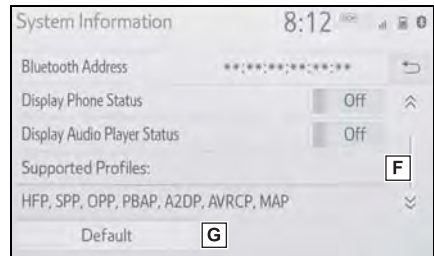 System Information 8:12
Bluetooth Address **:**:**:**:**:**
Display Phone Status Off
Display Audio Player Status Off
Supported Profiles:
F
HFP, SPP, OPP, PBAP, A2DP, AVRCP, MAP
Default G